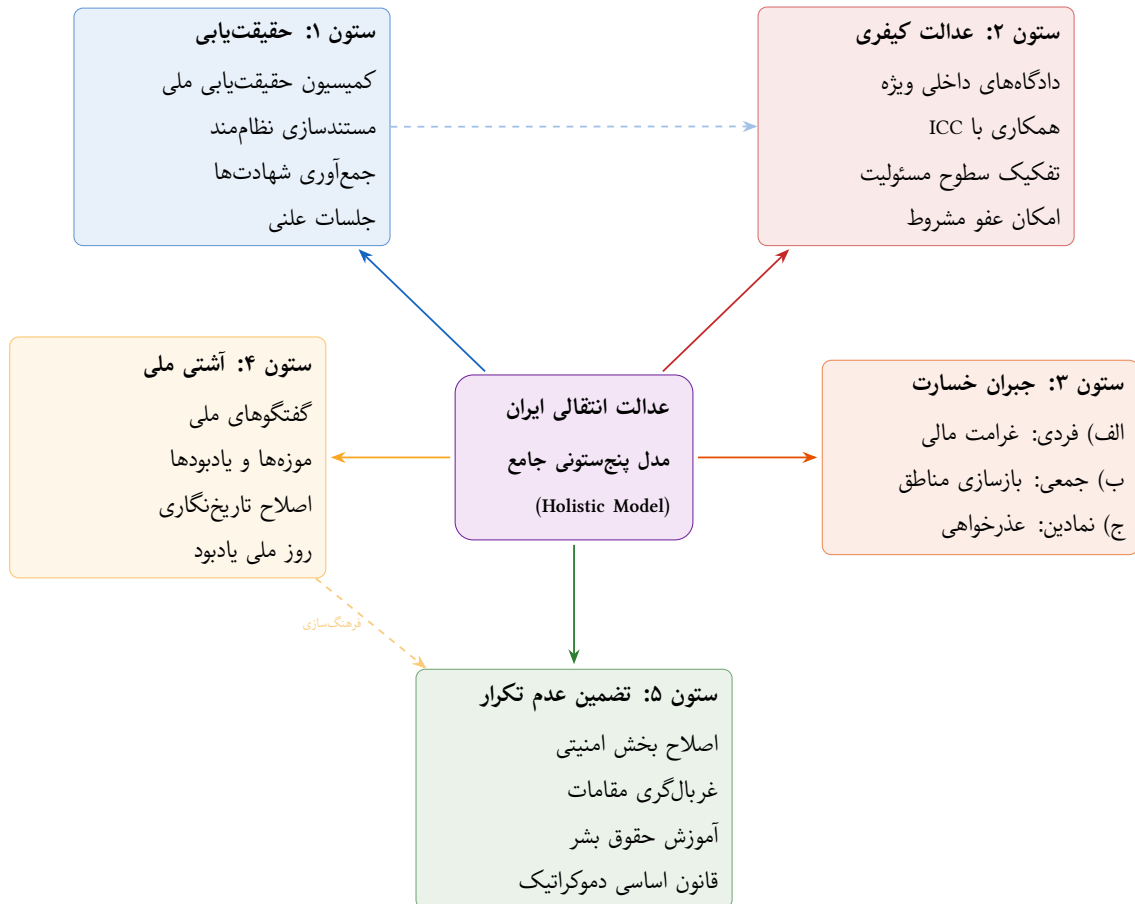 ستون ۱: حقیقت‌یابی
کمیسیون حقیقت‌یابی ملی
مستندسازی نظام‌مند
جمع‌آوری شهادت‌ها
جلسات علنی
ستون ۲: عدالت کیفری
دادگاه‌های داخلی ویژه
همکاری با ICC
تفکیک سطوح مسئولیت
امکان عفو مشروط
عدالت انتقالی ایران
مدل پنج‌ستونی جامع
(Holistic Model)
ستون ۳: جبران خسارت
الف) فردی: غرامت مالی
ب) جمعی: بازسازی مناطق
ج) نمادین: عذرخواهی
ستون ۴: آشتی ملی
گفتگوهای ملی
موزه‌ها و یادبودها
اصلاح تاریخ‌نگاری
روز ملی یادبود
فرهنگ‌سازی
ستون ۵: تضمین عدم تکرار
اصلاح بخش امنیتی
غربال‌گری مقامات
آموزش حقوق بشر
قانون اساسی دموکراتیک